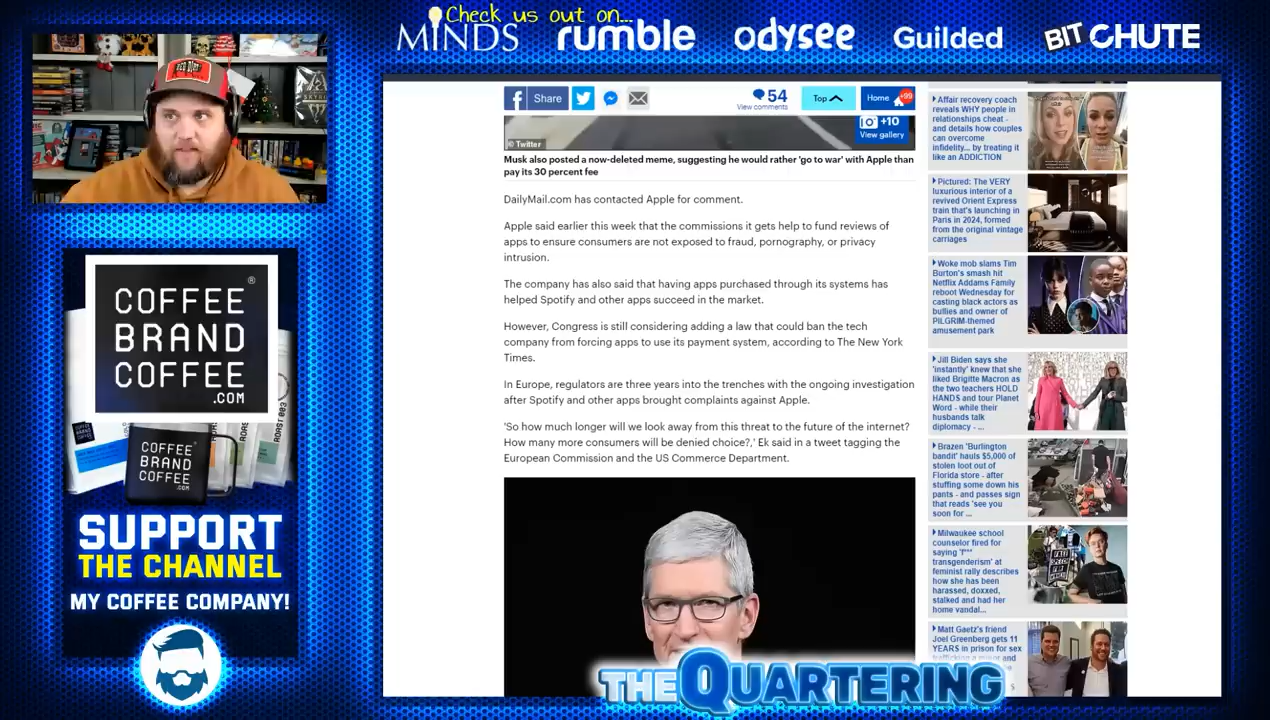 Check us out on...
MINDS rumble odysee Guilded BIT CHUTE
RED DIRT
COFFEE
BRAND
COFFEE
.COM
®
COFFEE
BRAND
COFFEE
.COM
ROAST 003
SUPPORT
THE CHANNEL
MY COFFEE COMPANY!
Share
54
View comments
Top
Home
+99
+10
View gallery
© Twitter
Musk also posted a now-deleted meme, suggesting he would rather 'go to war' with Apple than
pay its 30 percent fee
DailyMail.com has contacted Apple for comment.
Apple said earlier this week that the commissions it gets help to fund reviews of
apps to ensure consumers are not exposed to fraud, pornography, or privacy
intrusion.
The company has also said that having apps purchased through its systems has
helped Spotify and other apps succeed in the market.
However, Congress is still considering adding a law that could ban the tech
company from forcing apps to use its payment system, according to The New York
Times.
In Europe, regulators are three years into the trenches with the ongoing investigation
after Spotify and other apps brought complaints against Apple.
'So how much longer will we look away from this threat to the future of the internet?
How many more consumers will be denied choice?,' Ek said in a tweet tagging the
European Commission and the US Commerce Department.
Affair recovery coach
reveals WHY people in
relationships cheat -
and details how couples
can overcome
infidelity... by treating it
like an ADDICTION
Pictured: The VERY
luxurious interior of a
revived Orient Express
train that's launching in
Paris in 2024, formed
from the original vintage
carriages
Woke mob slams Tim
Burton's smash hit
Netflix Addams Family
reboot Wednesday for
casting black actors as
bullies and owner of
PILGRIM-themed
amusement park
Jill Biden says she
'instantly' knew that she
liked Brigitte Macron as
the two teachers HOLD
HANDS and tour Planet
Word - while their
husbands talk
diplomacy - ...
Brazen 'Burlington
bandit' hauls $5,000 of
stolen loot out of
Florida store - after
stuffing some down his
pants - and passes sign
that reads 'see you
soon for ...
Milwaukee school
counselor fired for
saying 'f***
transgenderism' at
feminist rally describes
how she has been
harassed, doxxed,
stalked and had her
home vandal...
Matt Gaetz's friend
Joel Greenberg gets 11
YEARS in prison for sex
trafficking a minor and
THE QUARTERING